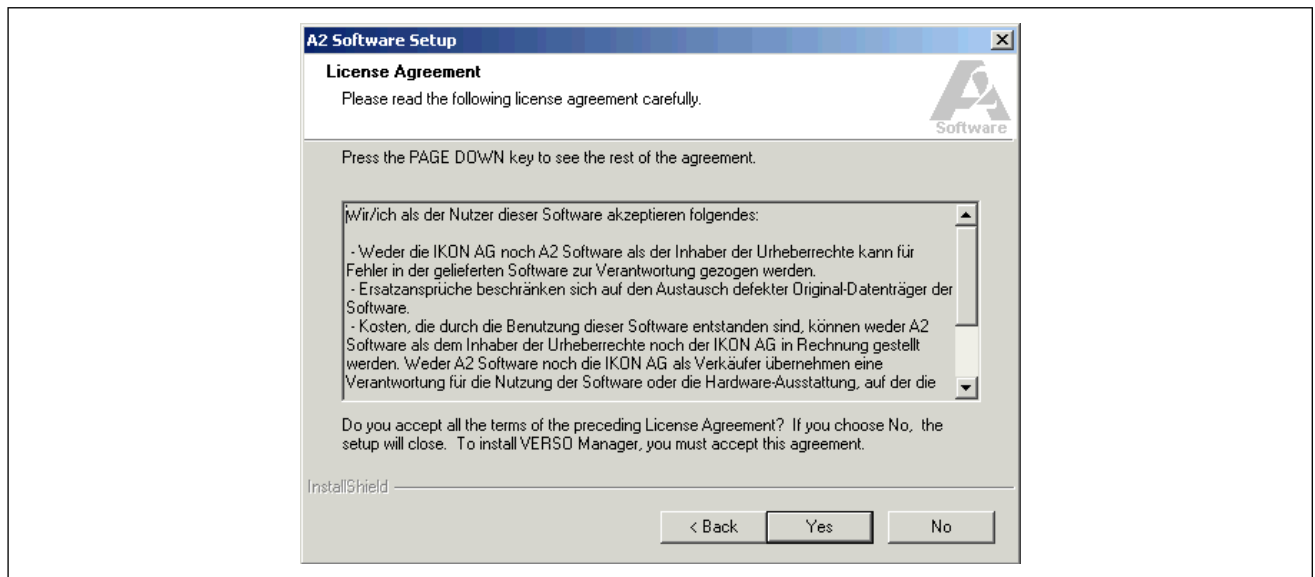 A2 Software Setup
License Agreement
Please read the following license agreement carefully.
A2
Software
Press the PAGE DOWN key to see the rest of the agreement.
Wir/ich als der Nutzer dieser Software akzeptieren folgendes:
- Weder die IKON AG noch A2 Software als der Inhaber der Urheberrechte kann für
Fehler in der gelieferten Software zur Verantwortung gezogen werden.
- Ersatzansprüche beschränken sich auf den Austausch defekter Original-Datenträger der
Software.
- Kosten, die durch die Benutzung dieser Software entstanden sind, können weder A2
Software als dem Inhaber der Urheberrechte noch der IKON AG in Rechnung gestellt
werden. Weder A2 Software noch die IKON AG als Verkäufer übernehmen eine
Verantwortung für die Nutzung der Software oder die Hardware-Ausstattung, auf der die
Do you accept all the terms of the preceding License Agreement?  If you choose No,  the
setup will close.  To install VERSO Manager, you must accept this agreement.
InstallShield
< Back
Yes
No